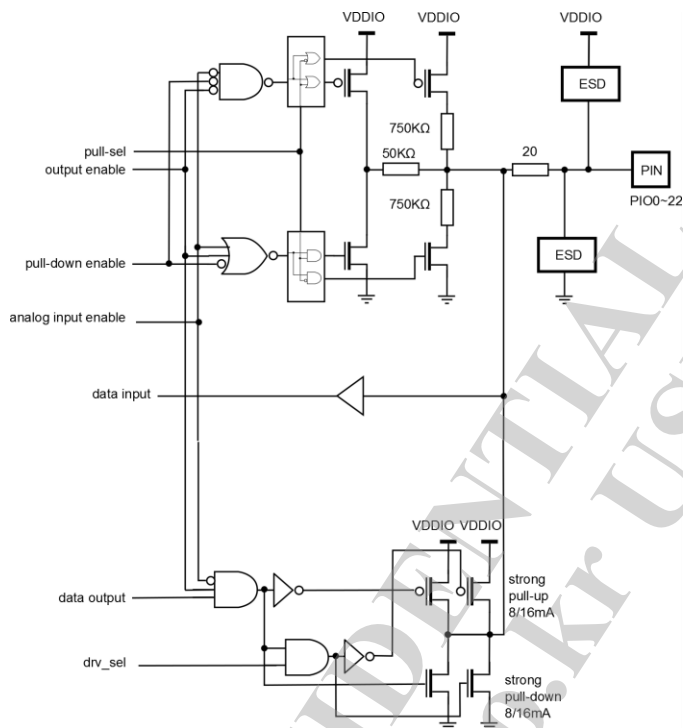 VDDIO
VDDIO
VDDIO
ESD
750KΩ
pull-sel
50KΩ
20
output enable
PIN
750KΩ
PIO0~22
pull-down enable
ESD
analog input enable
data input
VDDIO
VDDIO
strong
pull-up
8/16mA
data output
drv_sel
strong
pull-down
8/16mA